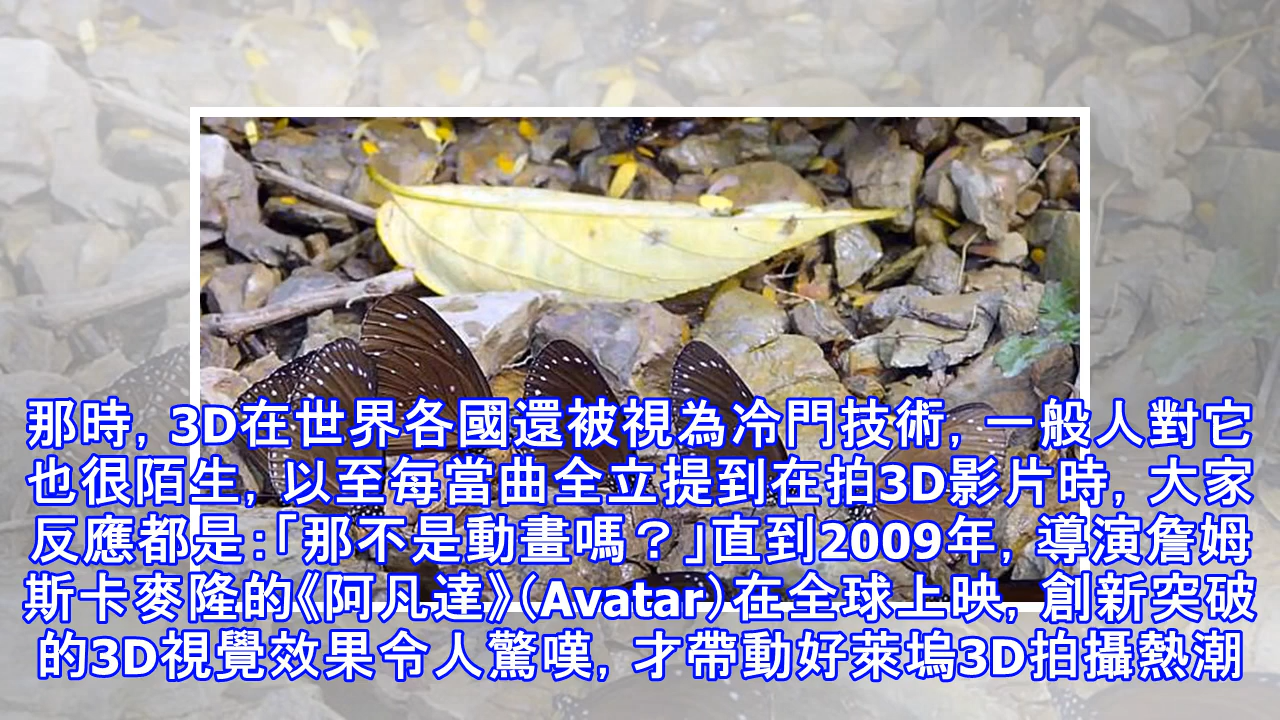 那時, 3D在世界各國還被視為冷門技術, 一般人對它
也很陌生, 以至每當曲全立提到在拍3D影片時, 大家
反應都是:「那不是動畫嗎？」直到2009年, 導演詹姆
斯卡麥隆的《阿凡達》(Avatar)在全球上映, 創新突破
的3D視覺效果令人驚嘆, 才帶動好萊塢3D拍攝熱潮